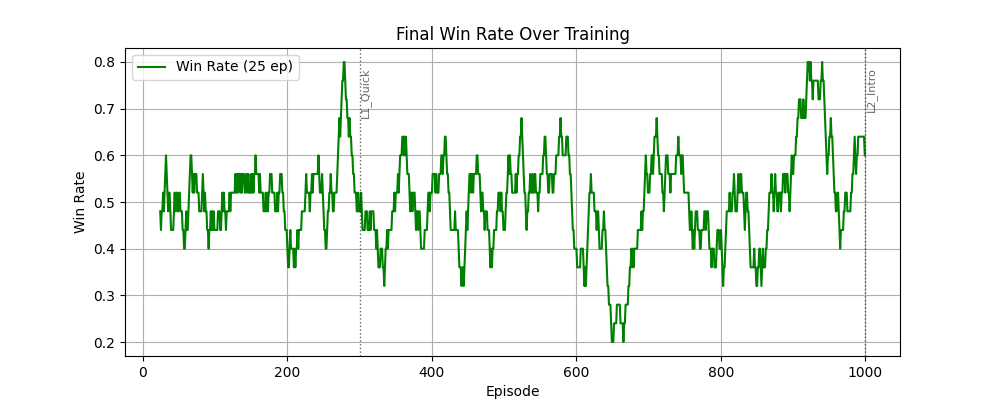 Final Win Rate Over Training
Win Rate (25 ep)
L1_Quick
L2_Intro
Win Rate
0.8
0.7
0.6
0.5
0.4
0.3
0.2
0
200
400
600
800
1000
Episode